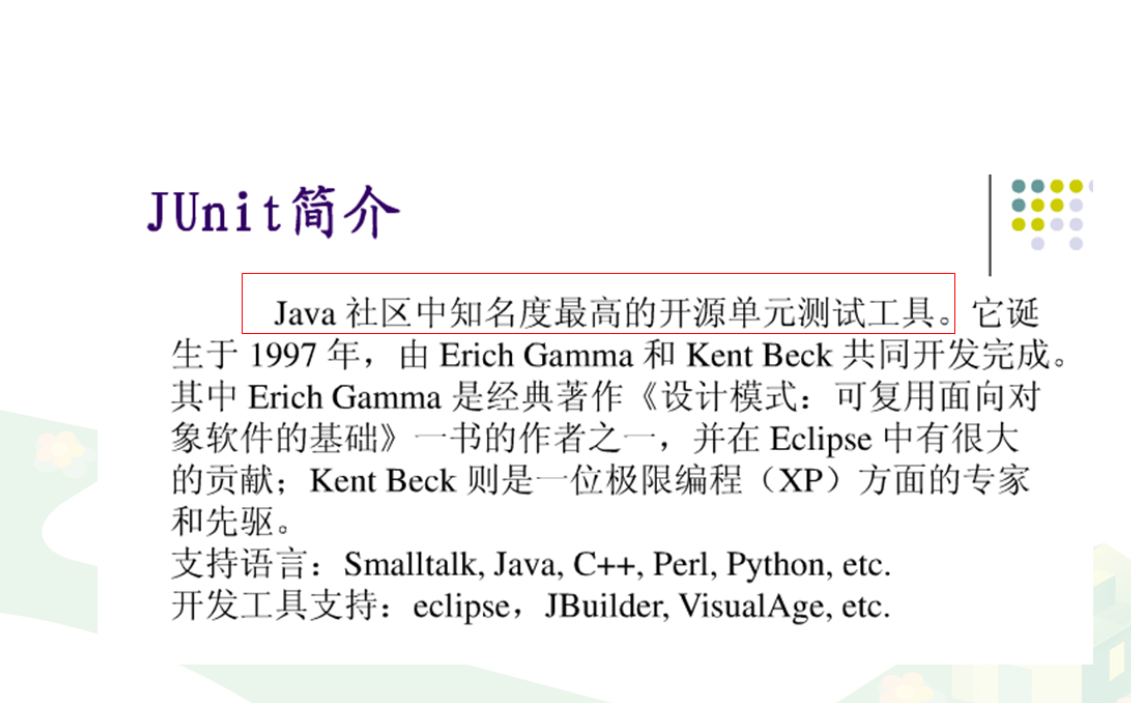 JUnit简介
Java 社区中知名度最高的开源单元测试工具。它诞
生于 1997 年，由 Erich Gamma 和 Kent Beck 共同开发完成。
其中 Erich Gamma 是经典著作《设计模式：可复用面向对
象软件的基础》一书的作者之一，并在 Eclipse 中有很大
的贡献；Kent Beck 则是一位极限编程（XP）方面的专家
和先驱。
支持语言：Smalltalk, Java, C++, Perl, Python, etc.
开发工具支持：eclipse，JBuilder, VisualAge, etc.